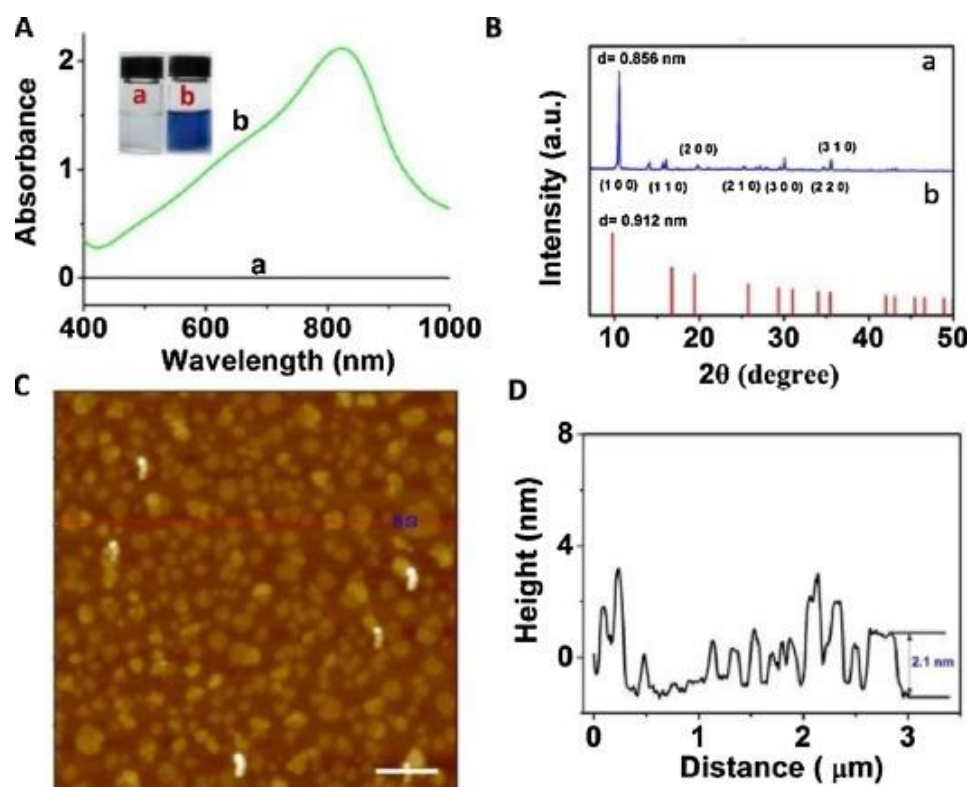 A
2
1
0
Absorbance
a
b
b
a
400
600
800
1000
Wavelength (nm)
B
Intensity (a.u.)
d= 0.856 nm
a
(2 0 0)
(3 1 0)
(1 0 0)
(1 1 0)
(2 1 0)
(3 0 0)
(2 2 0)
b
d= 0.912 nm
10
20
30
40
50
2θ (degree)
C
D
8
4
0
Height (nm)
2.1 nm
0
1
2
3
Distance ( μm)